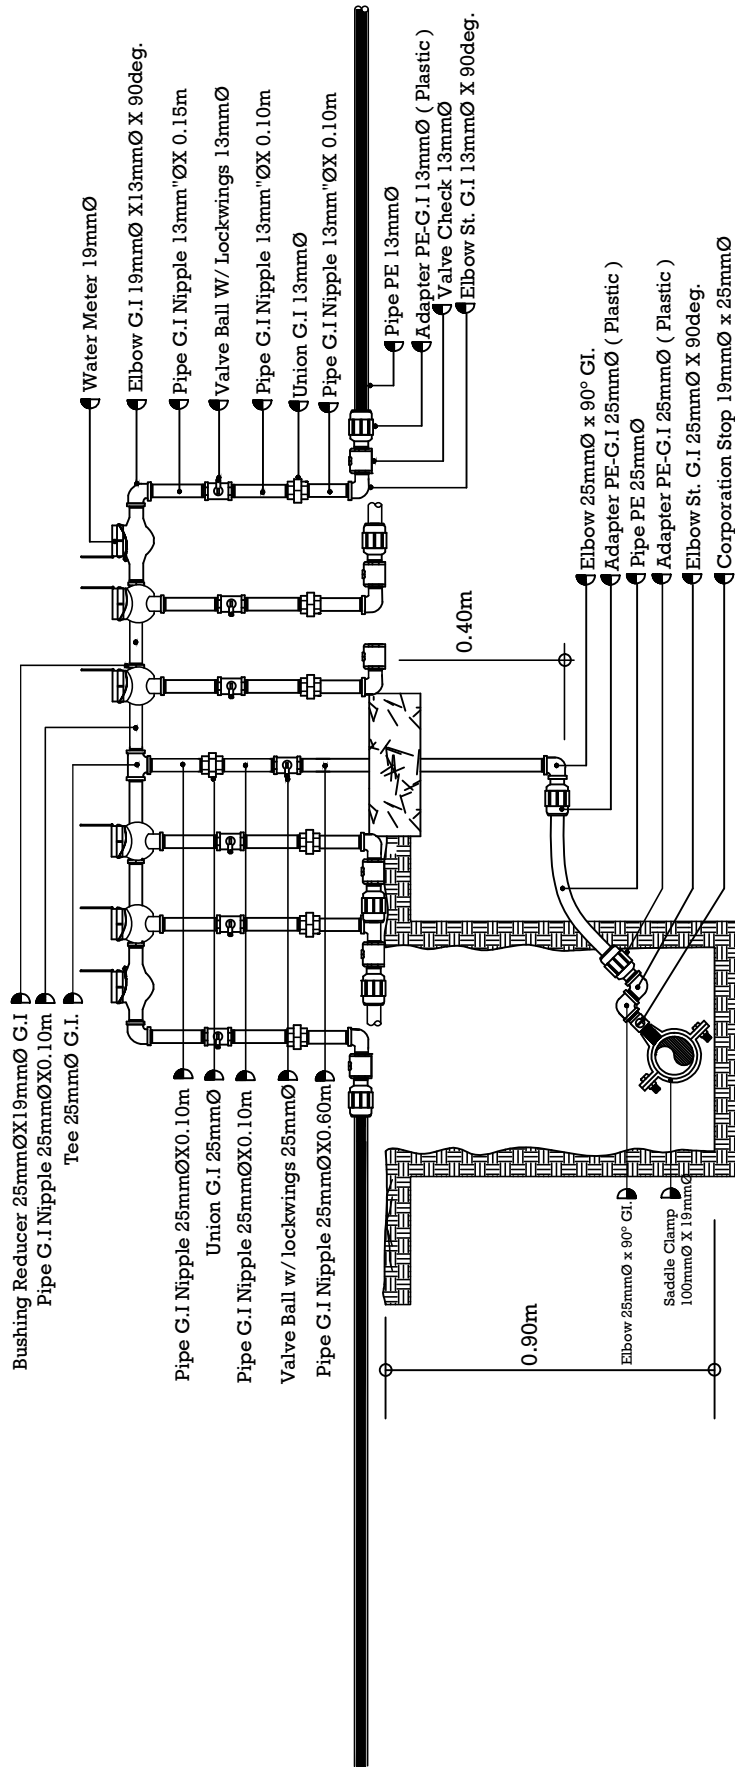 Water Meter 19mmØ
Elbow G.I 19mmØ X13mmØ X 90deg.
Pipe G.I Nipple 13mm"ØX 0.15m
Valve Ball W/ Lockwings 13mmØ
Pipe G.I Nipple 13mm"ØX 0.10m
Union G.I 13mmØ
Pipe G.I Nipple 13mm"ØX 0.10m
Pipe PE 13mmØ
Adapter PE-G.I 13mmØ ( Plastic )
Valve Check 13mmØ
Elbow St. G.I 13mmØ X 90deg.
0.40m
Elbow 25mmØ x 90° GI.
Adapter PE-G.I 25mmØ ( Plastic )
Pipe PE 25mmØ
Adapter PE-G.I 25mmØ ( Plastic )
Elbow St. G.I 25mmØ X 90deg.
Corporation Stop 19mmØ x 25mmØ
Bushing Reducer 25mmØX19mmØ G.I
Pipe G.I Nipple 25mmØX0.10m
Tee 25mmØ G.I.
Pipe G.I Nipple 25mmØX0.10m
Union G.I 25mmØ
Pipe G.I Nipple 25mmØX0.10m
Valve Ball w/ lockwings 25mmØ
Pipe G.I Nipple 25mmØX0.60m
0.90m
Elbow 25mmØ x 90° GI.
Saddle Clamp
100mmØ X 19mmØ